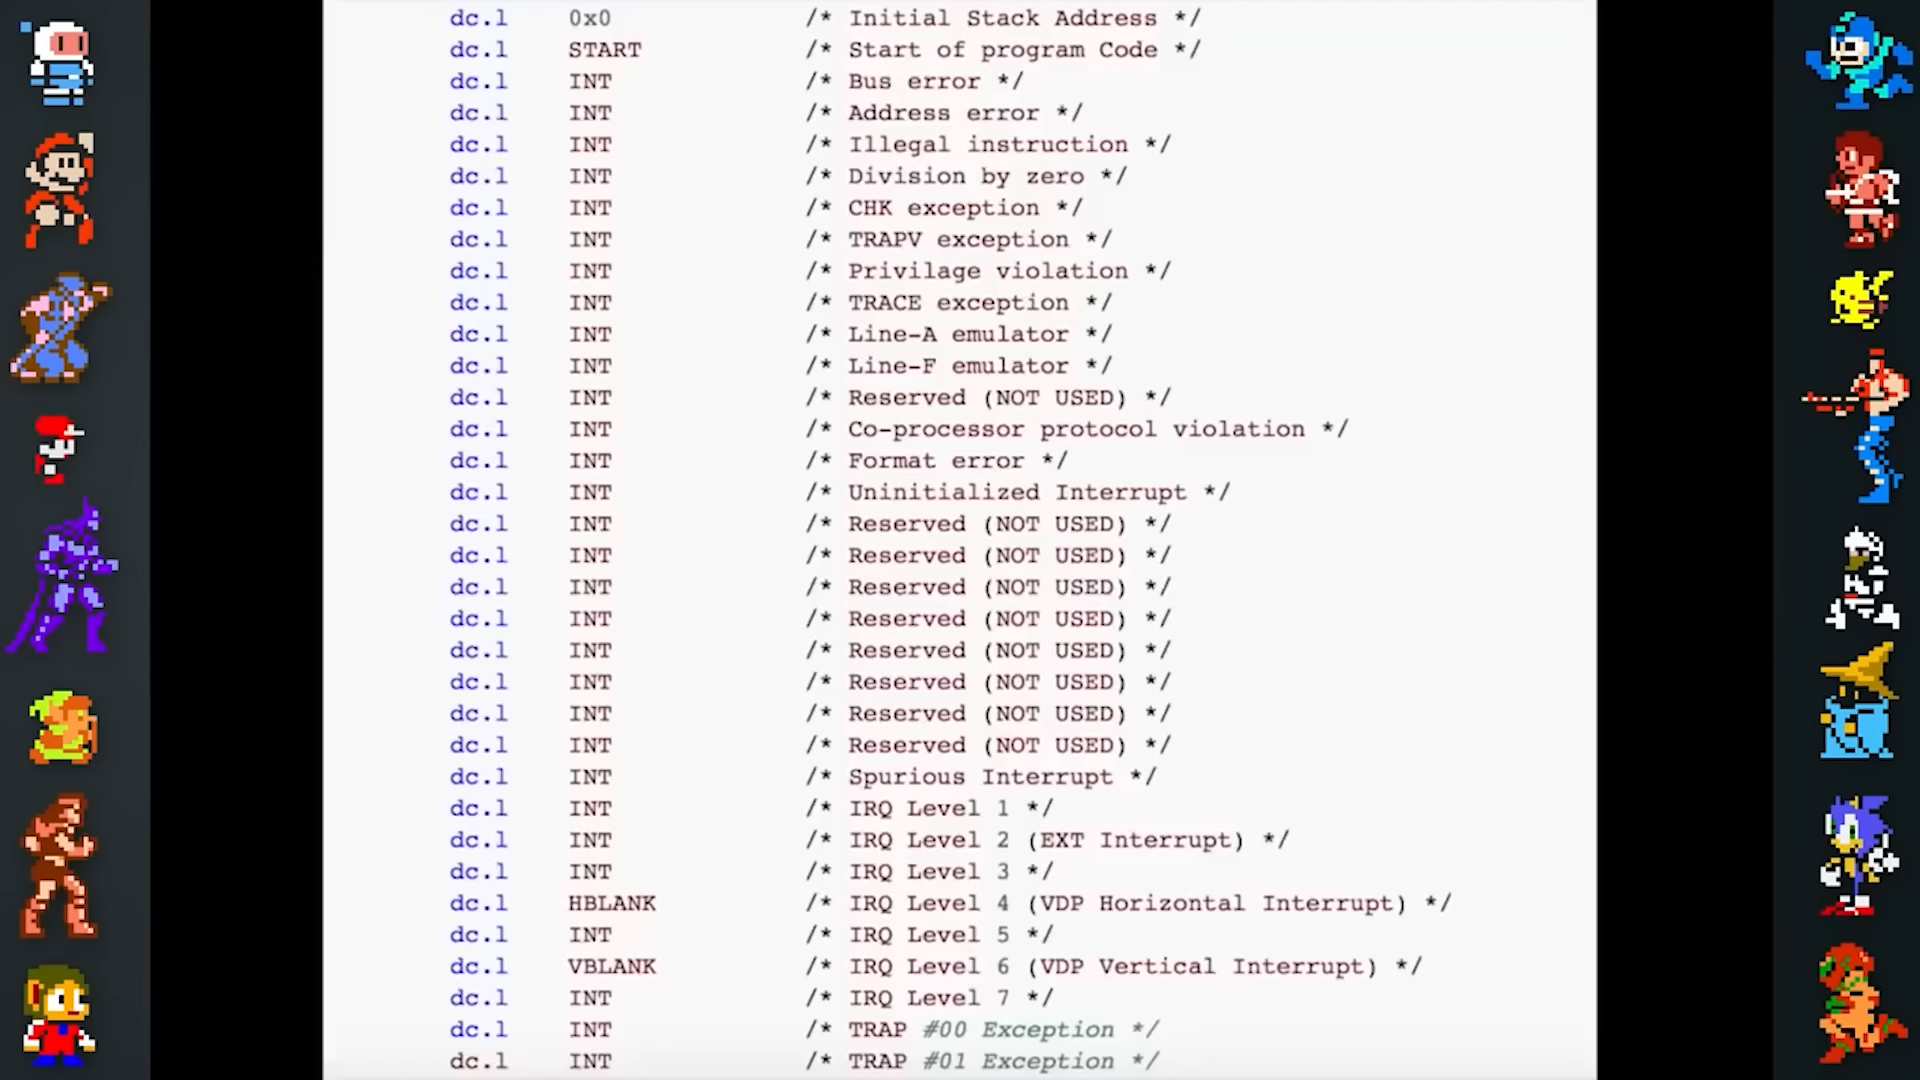 dc.l 0x0 /* Initial Stack Address */
dc.l START /* Start of program Code */
dc.l INT /* Bus error */
dc.l INT /* Address error */
dc.l INT /* Illegal instruction */
dc.l INT /* Division by zero */
dc.l INT /* CHK exception */
dc.l INT /* TRAPV exception */
dc.l INT /* Privilage violation */
dc.l INT /* TRACE exception */
dc.l INT /* Line-A emulator */
dc.l INT /* Line-F emulator */
dc.l INT /* Reserved (NOT USED) */
dc.l INT /* Co-processor protocol violation */
dc.l INT /* Format error */
dc.l INT /* Uninitialized Interrupt */
dc.l INT /* Reserved (NOT USED) */
dc.l INT /* Reserved (NOT USED) */
dc.l INT /* Reserved (NOT USED) */
dc.l INT /* Reserved (NOT USED) */
dc.l INT /* Reserved (NOT USED) */
dc.l INT /* Reserved (NOT USED) */
dc.l INT /* Reserved (NOT USED) */
dc.l INT /* Reserved (NOT USED) */
dc.l INT /* Spurious Interrupt */
dc.l INT /* IRQ Level 1 */
dc.l INT /* IRQ Level 2 (EXT Interrupt) */
dc.l INT /* IRQ Level 3 */
dc.l HBLANK /* IRQ Level 4 (VDP Horizontal Interrupt) */
dc.l INT /* IRQ Level 5 */
dc.l VBLANK /* IRQ Level 6 (VDP Vertical Interrupt) */
dc.l INT /* IRQ Level 7 */
dc.l INT /* TRAP #00 Exception */
dc.l INT /* TRAP #01 Exception */